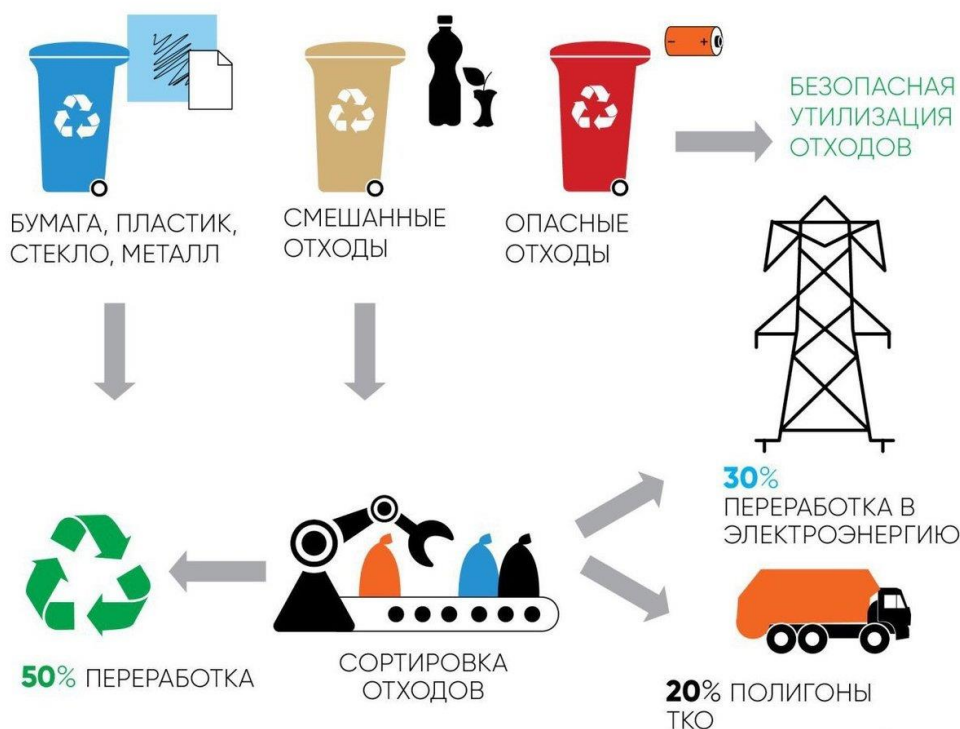 БЕЗОПАСНАЯ
УТИЛИЗАЦИЯ
ОТХОДОВ
БУМАГА, ПЛАСТИК,
СТЕКЛО, МЕТАЛЛ
СМЕШАННЫЕ
ОТХОДЫ
ОПАСНЫЕ
ОТХОДЫ
30%
ПЕРЕРАБОТКА В
ЭЛЕКТРОЭНЕРГИЮ
50% ПЕРЕРАБОТКА
СОРТИРОВКА
ОТХОДОВ
20% ПОЛИГОНЫ
ТКО